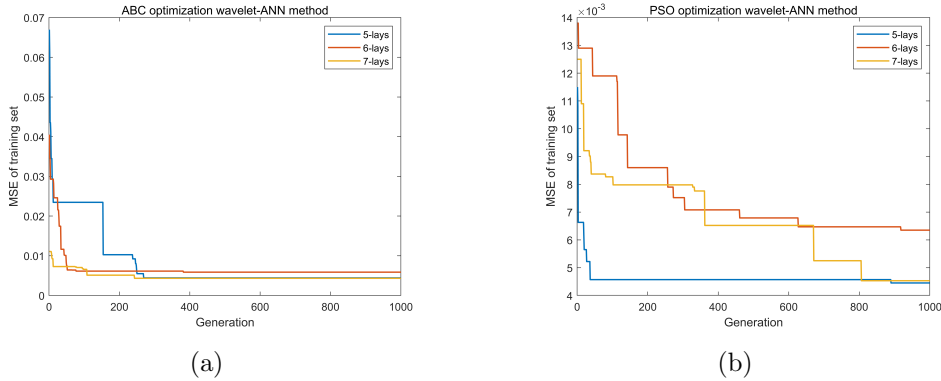 ABC optimization wavelet-ANN method
MSE of training set
0.07
0.06
0.05
0.04
0.03
0.02
0.01
0
5-lays
6-lays
7-lays
0 200 400 600 800 1000
Generation
(a)
PSO optimization wavelet-ANN method
×10⁻³
MSE of training set
14
13
12
11
10
9
8
7
6
5
4
5-lays
6-lays
7-lays
0 200 400 600 800 1000
Generation
(b)